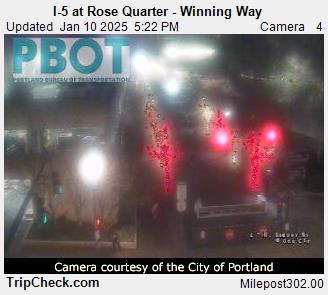 I-5 at Rose Quarter - Winning Way
Updated Jan 10 2025 5:22 PM Camera 4
PBOT
PORTLAND BUREAU OF TRANSPORTATION
Camera courtesy of the City of Portland
TripCheck.com Milepost302.00